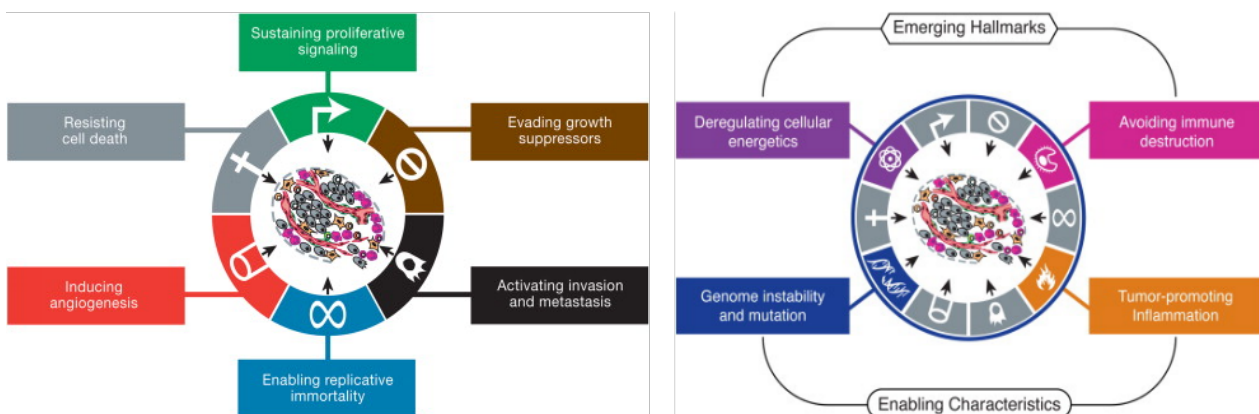 Sustaining proliferative
signaling
Resisting
cell death
Evading growth
suppressors
Inducing
angiogenesis
Activating invasion
and metastasis
Enabling replicative
immortality
Emerging Hallmarks
Deregulating cellular
energetics
Avoiding immune
destruction
Genome instability
and mutation
Tumor-promoting
Inflammation
Enabling Characteristics